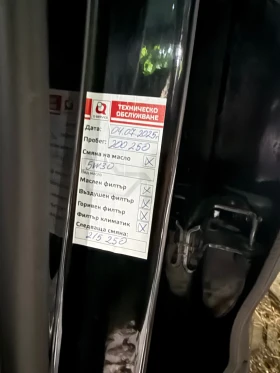 ТЕХНИЧЕСКО
ОБСЛУЖВАНЕ
Дата: 04.07.2025
Пробег: 200 250
Смяна на масло
5W30
Маслен филтър
Въздушен филтър
Горивен филтър
Филтър климатик
Следваща смяна:
215 250